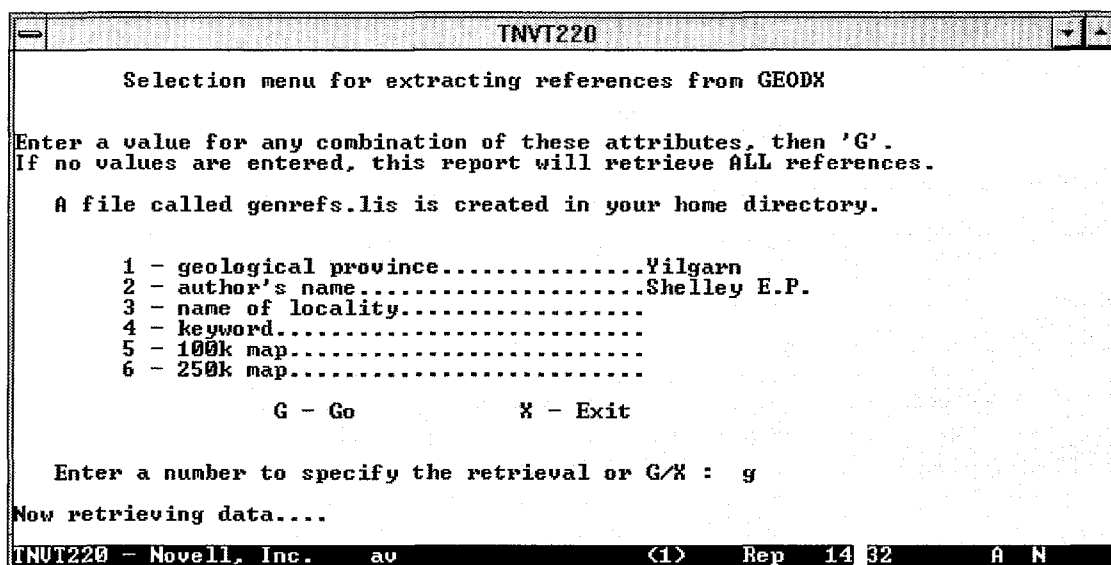 TNVT220
Selection menu for extracting references from GEODX
Enter a value for any combination of these attributes, then 'G'.
If no values are entered, this report will retrieve ALL references.
A file called genrefs.lis is created in your home directory.
1 - geological province...............Yilgarn
2 - author's name.....................Shelley E.P.
3 - name of locality..................
4 - keyword...........................
5 - 100k map..........................
6 - 250k map..........................
G - Go X - Exit
Enter a number to specify the retrieval or G/X : g
Now retrieving data....
TNVT220 - Novell, Inc. av (1) Rep 14 32 A N